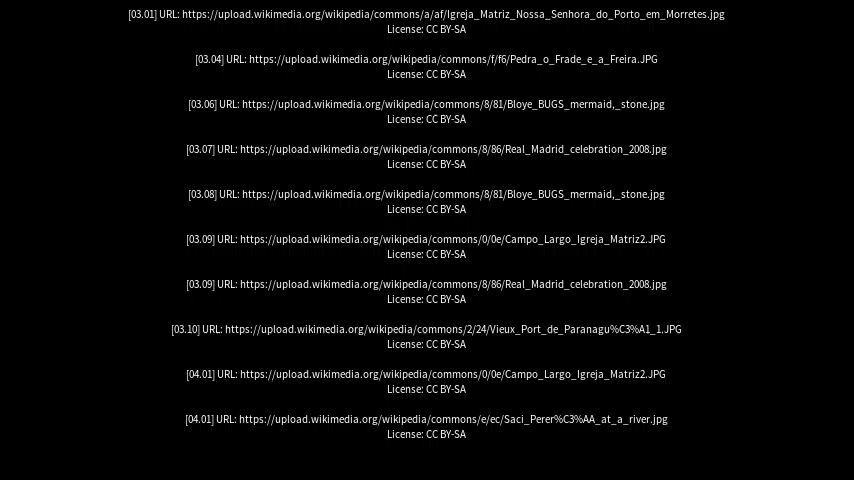 [03.01] URL: https://upload.wikimedia.org/wikipedia/commons/a/af/Igreja_Matriz_Nossa_Senhora_do_Porto_em_Morretes.jpg
License: CC BY-SA
[03.04] URL: https://upload.wikimedia.org/wikipedia/commons/f/f6/Pedra_o_Frade_e_a_Freira.JPG
License: CC BY-SA
[03.06] URL: https://upload.wikimedia.org/wikipedia/commons/8/81/Bloye_BUGS_mermaid,_stone.jpg
License: CC BY-SA
[03.07] URL: https://upload.wikimedia.org/wikipedia/commons/8/86/Real_Madrid_celebration_2008.jpg
License: CC BY-SA
[03.08] URL: https://upload.wikimedia.org/wikipedia/commons/8/81/Bloye_BUGS_mermaid,_stone.jpg
License: CC BY-SA
[03.09] URL: https://upload.wikimedia.org/wikipedia/commons/0/0e/Campo_Largo_Igreja_Matriz2.JPG
License: CC BY-SA
[03.09] URL: https://upload.wikimedia.org/wikipedia/commons/8/86/Real_Madrid_celebration_2008.jpg
License: CC BY-SA
[03.10] URL: https://upload.wikimedia.org/wikipedia/commons/2/24/Vieux_Port_de_Paranagu%C3%A1_1.JPG
License: CC BY-SA
[04.01] URL: https://upload.wikimedia.org/wikipedia/commons/0/0e/Campo_Largo_Igreja_Matriz2.JPG
License: CC BY-SA
[04.01] URL: https://upload.wikimedia.org/wikipedia/commons/e/ec/Saci_Perer%C3%AA_at_a_river.jpg
License: CC BY-SA